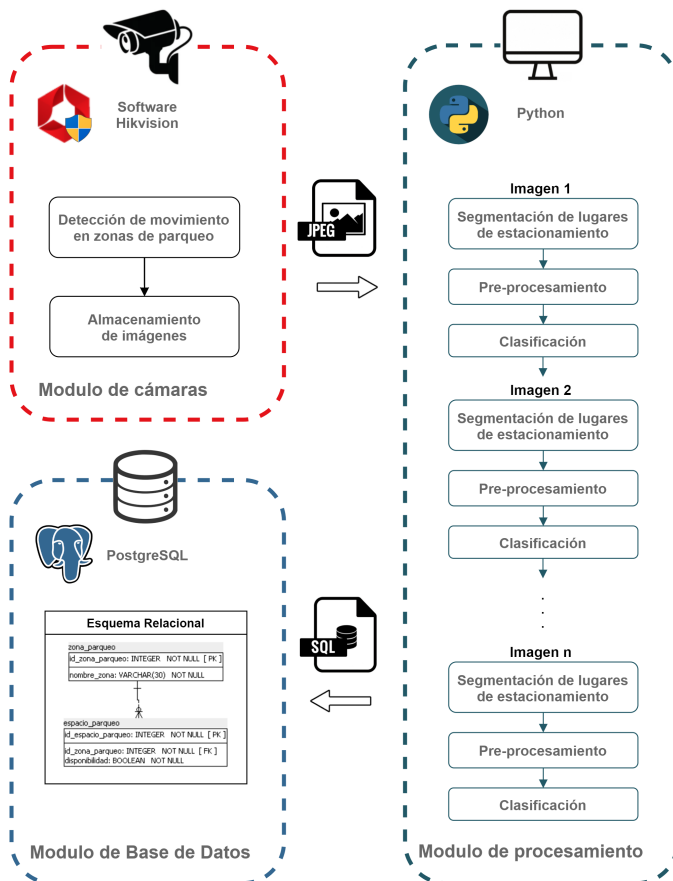 Software
Hikvision
Detección de movimiento
en zonas de parqueo
Almacenamiento
de imágenes
Modulo de cámaras
JPEG
Python
Imagen 1
Segmentación de lugares
de estacionamiento
Pre-procesamiento
Clasificación
Imagen 2
Segmentación de lugares
de estacionamiento
Pre-procesamiento
Clasificación
.
.
.
Imagen n
Segmentación de lugares
de estacionamiento
Pre-procesamiento
Clasificación
Modulo de procesamiento
SQL
PostgreSQL
Esquema Relacional
zona_parqueo
id_zona_parqueo: INTEGER NOT NULL [ PK ]
nombre_zona: VARCHAR(30) NOT NULL
espacio_parqueo
id_espacio_parqueo: INTEGER NOT NULL [ PK ]
id_zona_parqueo: INTEGER NOT NULL [ FK ]
disponibilidad: BOOLEAN NOT NULL
Modulo de Base de Datos